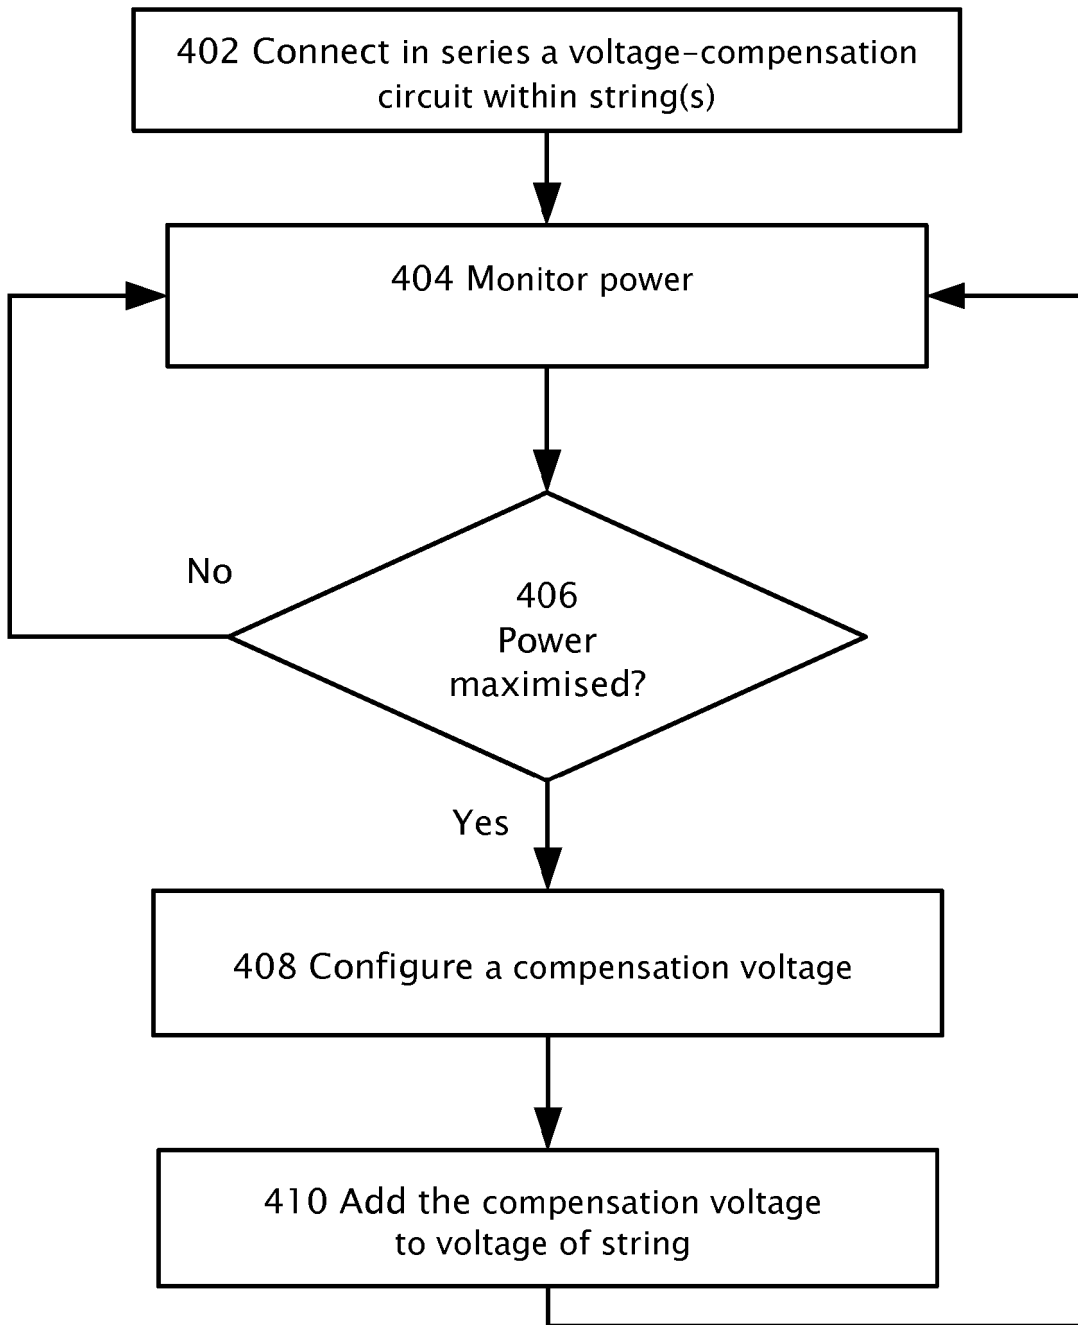 402 Connect in series a voltage-compensation
circuit within string(s)
404 Monitor power
No
406
Power
maximised?
Yes
408 Configure a compensation voltage
410 Add the compensation voltage
to voltage of string